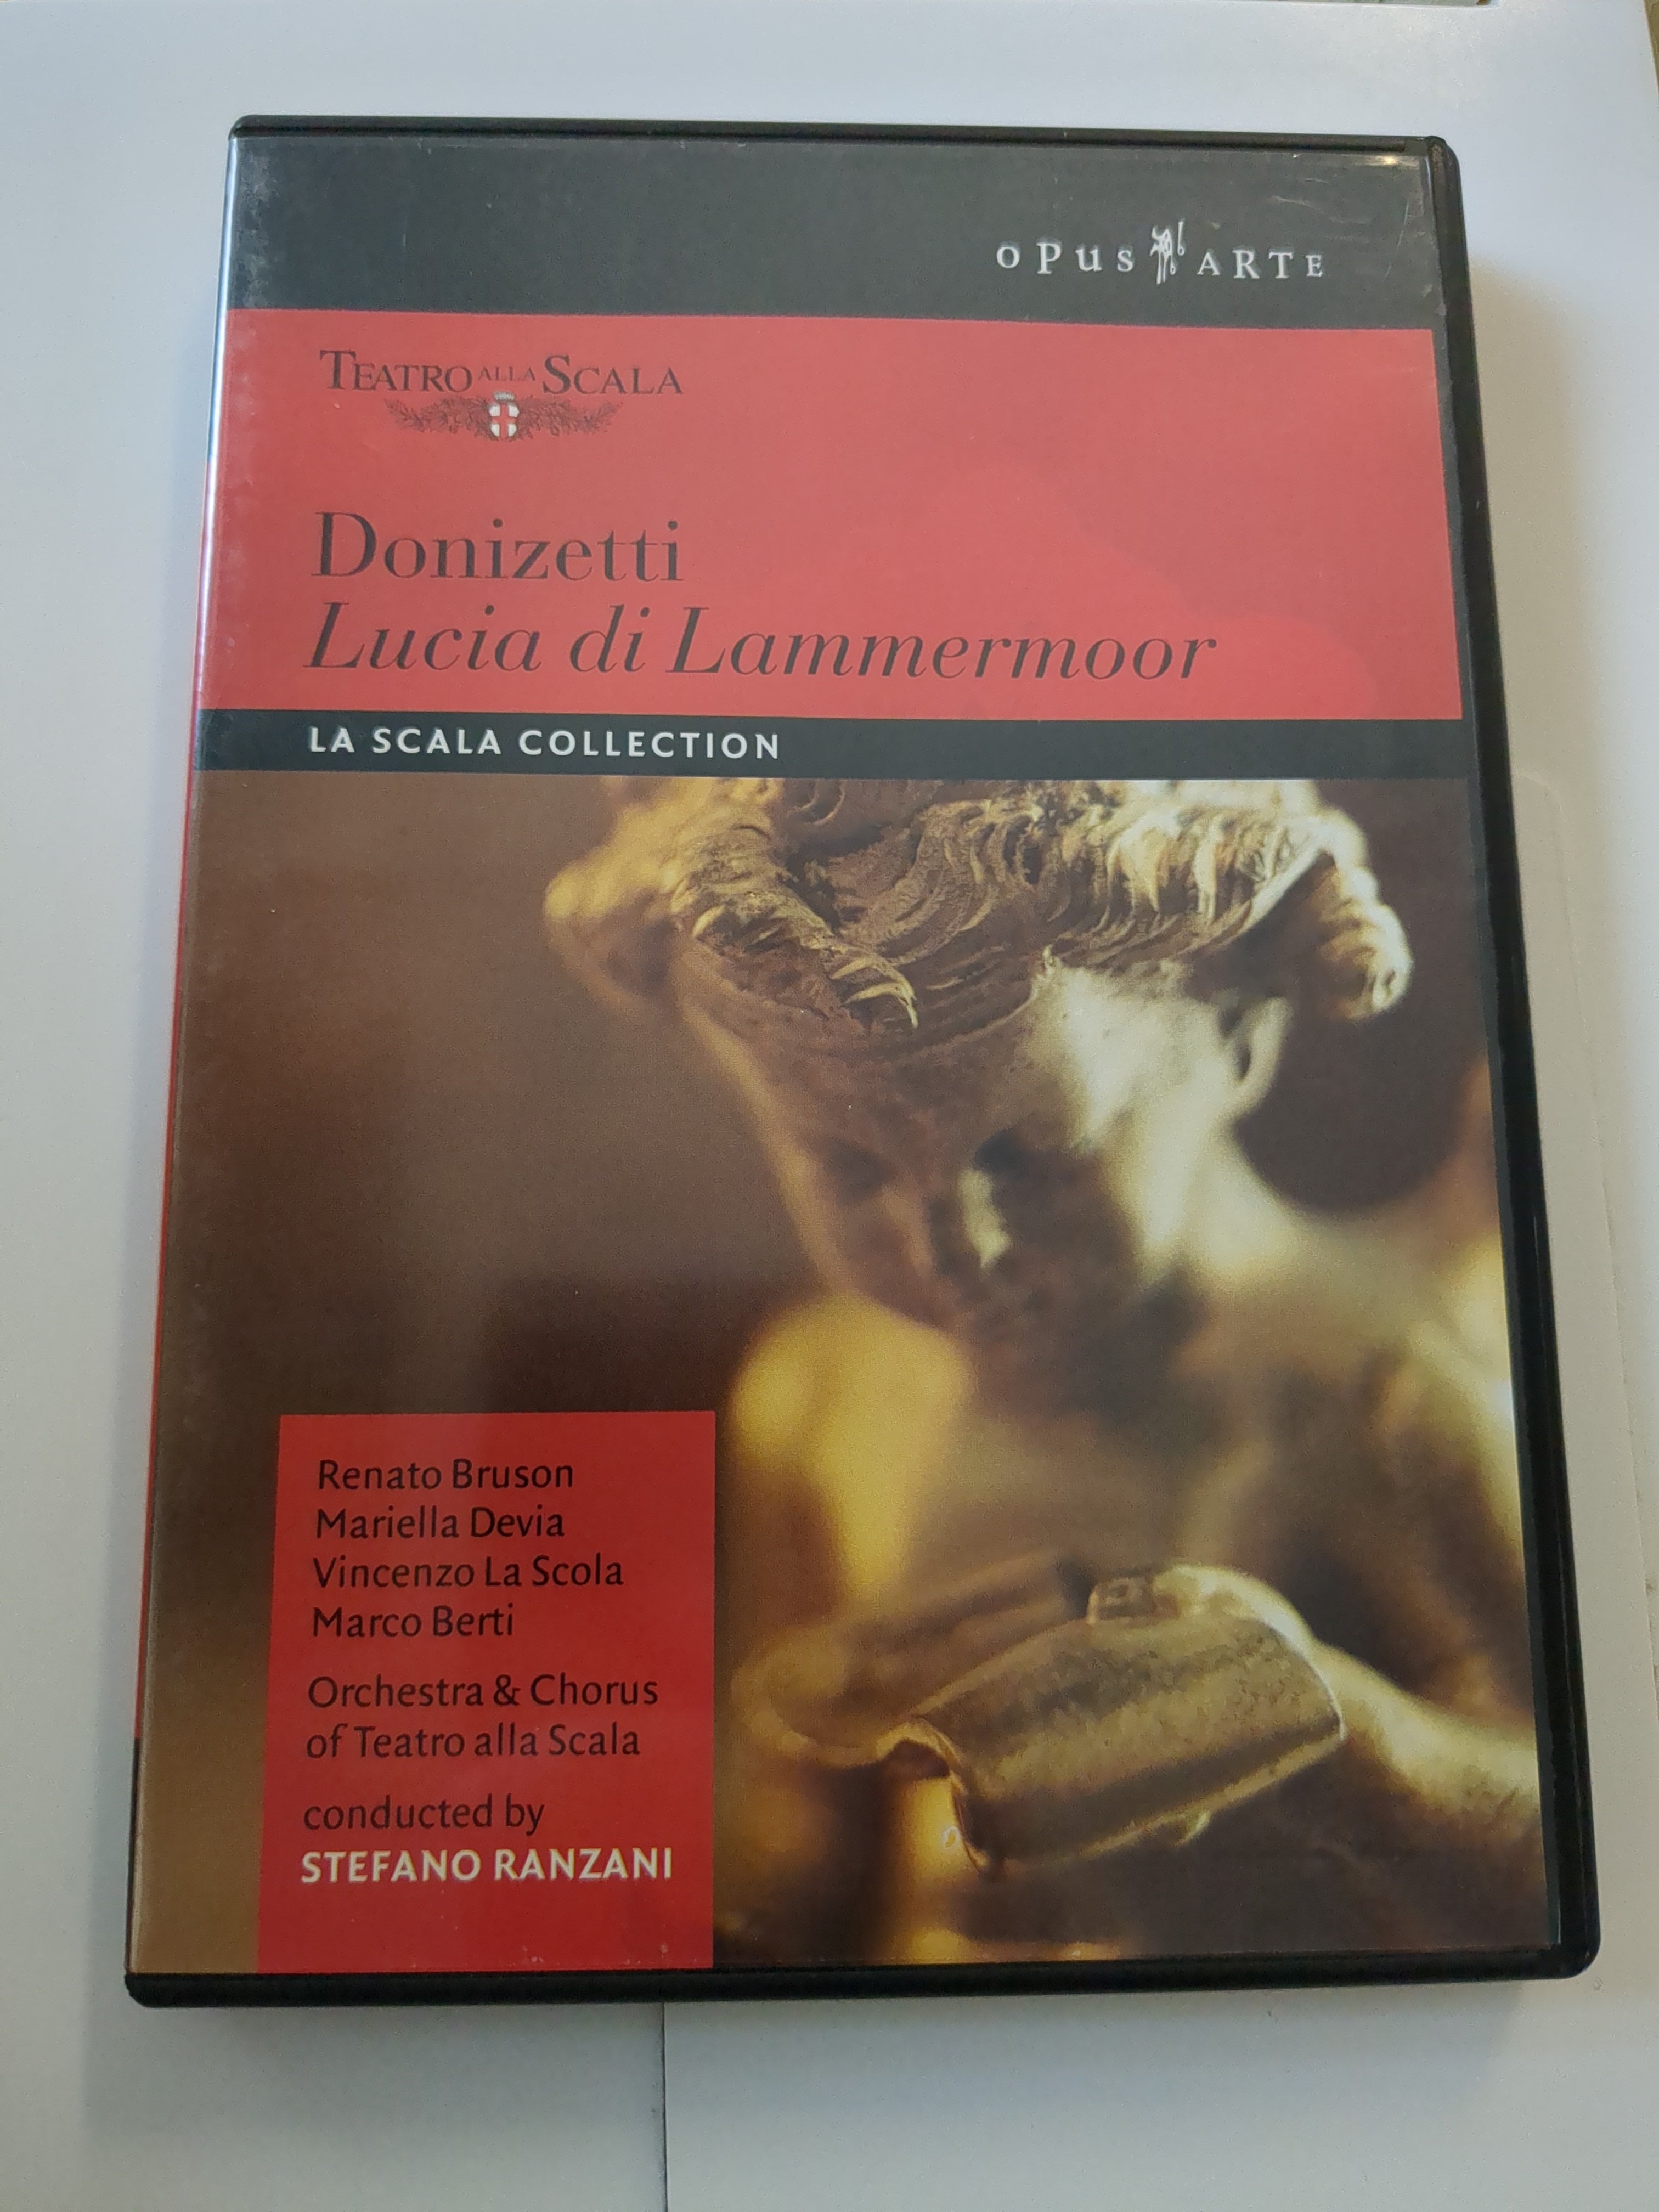 OPUS ARTE
TEATRO ALLA SCALA
Donizetti
Lucia di Lammermoor
LA SCALA COLLECTION
Renato Bruson
Mariella Devia
Vincenzo La Scola
Marco Berti
Orchestra & Chorus
of Teatro alla Scala
conducted by
STEFANO RANZANI